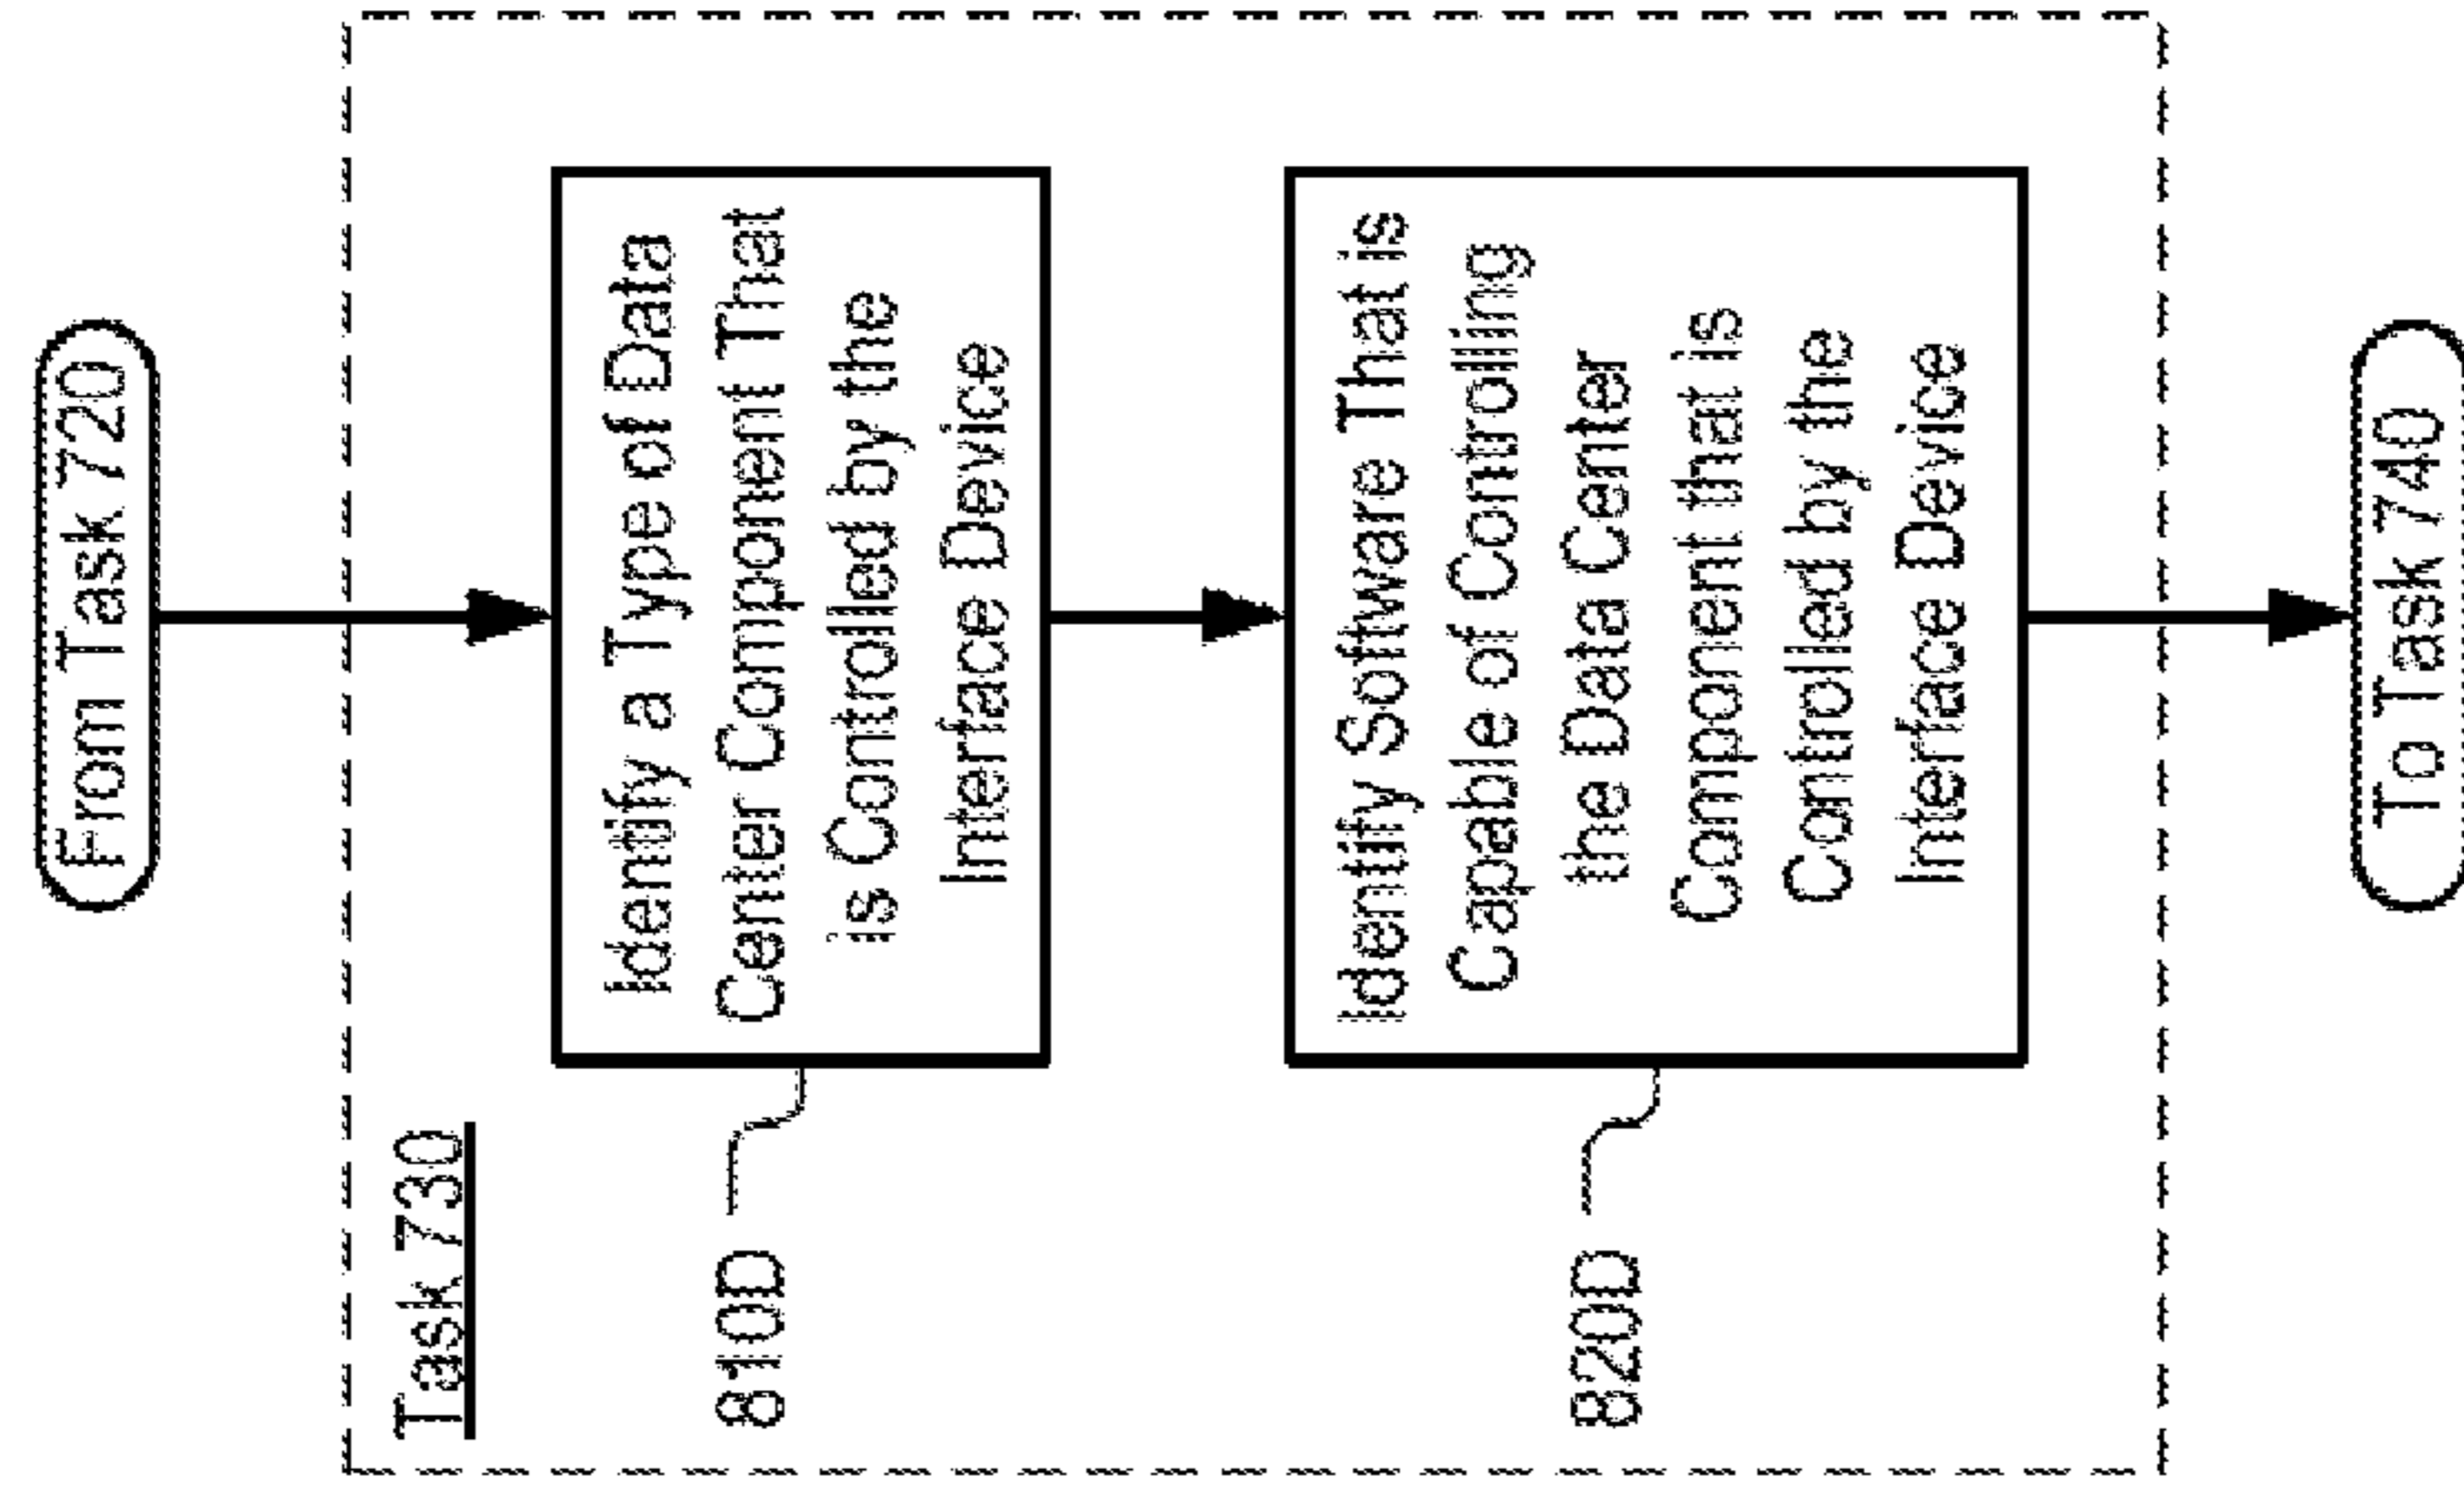 From Task 720
Task 730
810D
Identify a Type of Data
Center Component That
is Controlled by the
Interface Device
820D
Identify Software That is
Capable of Controlling
the Data Center
Component that is
Controlled by the
Interface Device
To Task 740